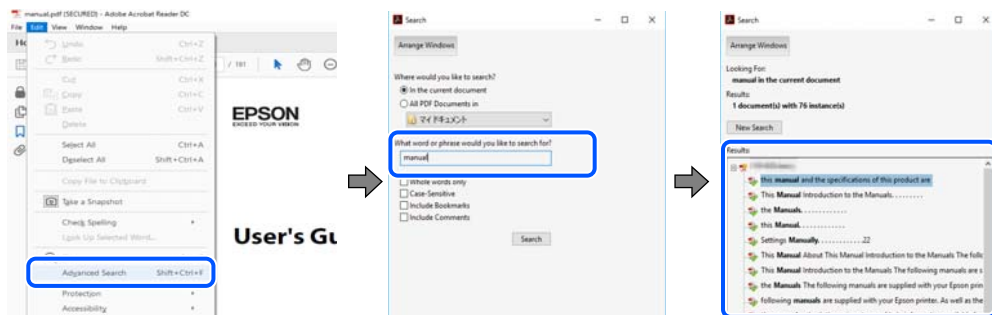 manual.pdf (SECURED) - Adobe Acrobat Reader DC
File Edit View Window Help
Undo Ctrl+Z
Redo Shift+Ctrl+Z
Cut Ctrl+X
Copy Ctrl+C
Paste Ctrl+V
Delete
Select All Ctrl+A
Deselect All Shift+Ctrl+A
Copy File to Clipboard
Take a Snapshot
Check Spelling
Look Up Selected Word...
Advanced Search Shift+Ctrl+F
Protection
Accessibility
/ 181
EPSON
EXCEED YOUR VISION
User's Gu
Search
Arrange Windows
Where would you like to search?
In the current document
All PDF Documents in
マイ ドキュメント
What word or phrase would you like to search for?
manual
Whole words only
Case-Sensitive
Include Bookmarks
Include Comments
Search
Search
Arrange Windows
Looking For:
manual in the current document
Results:
1 document(s) with 76 instance(s)
New Search
Results:
this manual and the specifications of this product are
This Manual Introduction to the Manuals. . . . . . . . .
the Manuals. . . . . . . . . . . . .
this Manual. . . . . . . . . . . . .
Settings Manually. . . . . . . . . . . . .22
This Manual About This Manual Introduction to the Manuals The follo
This Manual Introduction to the Manuals The following manuals are s
the Manuals The following manuals are supplied with your Epson prin
following manuals are supplied with your Epson printer. As well as the